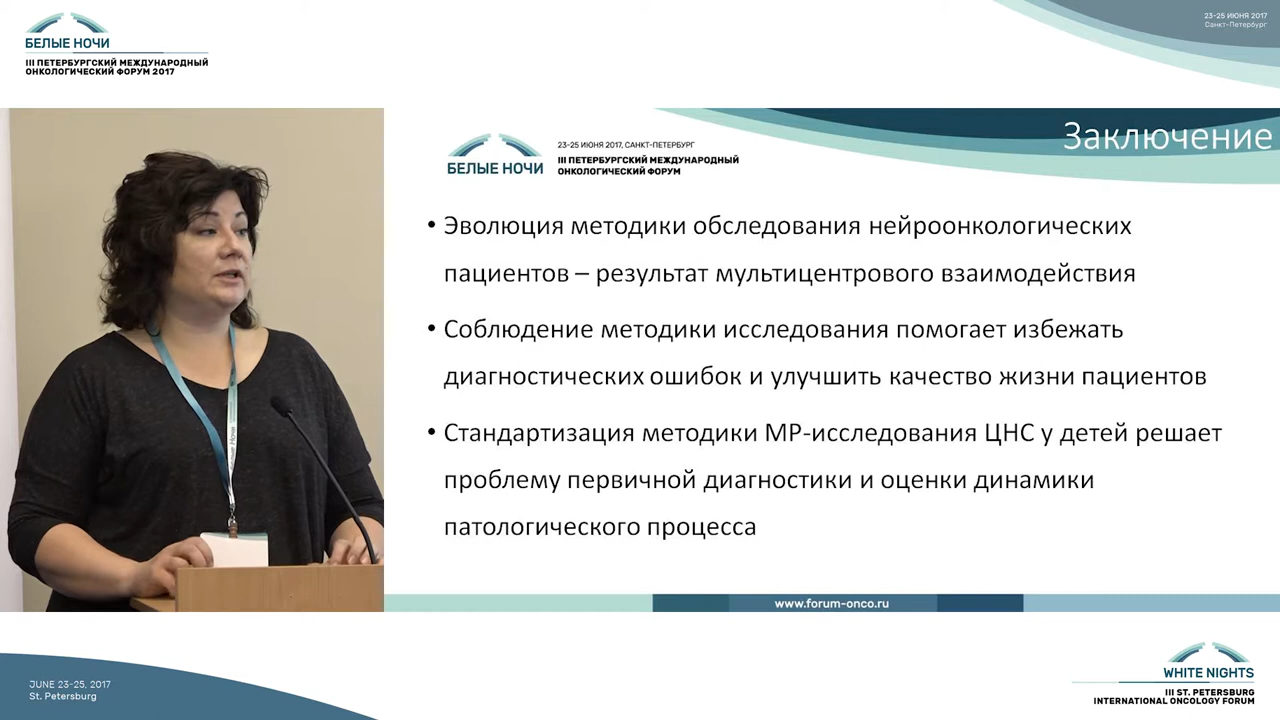 БЕЛЫЕ НОЧИ
III ПЕТЕРБУРГСКИЙ МЕЖДУНАРОДНЫЙ
ОНКОЛОГИЧЕСКИЙ ФОРУМ 2017
23-25 ИЮНЯ 2017
Санкт-Петербург
Заключение
23-25 ИЮНЯ 2017, САНКТ-ПЕТЕРБУРГ
БЕЛЫЕ НОЧИ
III ПЕТЕРБУРГСКИЙ МЕЖДУНАРОДНЫЙ
ОНКОЛОГИЧЕСКИЙ ФОРУМ
• Эволюция методики обследования нейроонкологических
пациентов – результат мультицентрового взаимодействия
• Соблюдение методики исследования помогает избежать
диагностических ошибок и улучшить качество жизни пациентов
• Стандартизация методики МР-исследования ЦНС у детей решает
проблему первичной диагностики и оценки динамики
патологического процесса
www.forum-onco.ru
JUNE 23-25, 2017
St. Petersburg
WHITE NIGHTS
III ST. PETERSBURG
INTERNATIONAL ONCOLOGY FORUM